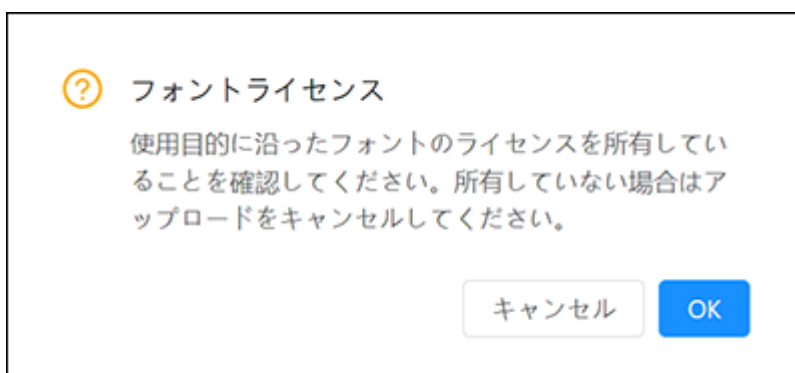 フォントライセンス
使用目的に沿ったフォントのライセンスを所有してい
ることを確認してください。所有していない場合はア
ップロードをキャンセルしてください。
キャンセル
OK